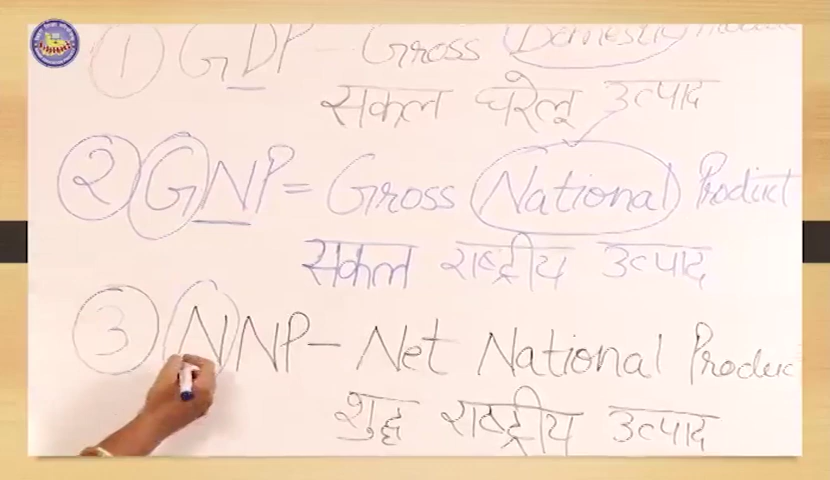 ① GDP - Gross Domestic
सकल घरेलू उत्पाद
② GNP = Gross National Product
सकल राष्ट्रीय उत्पाद
③ NNP - Net National Produc
शुद्ध राष्ट्रीय उत्पाद